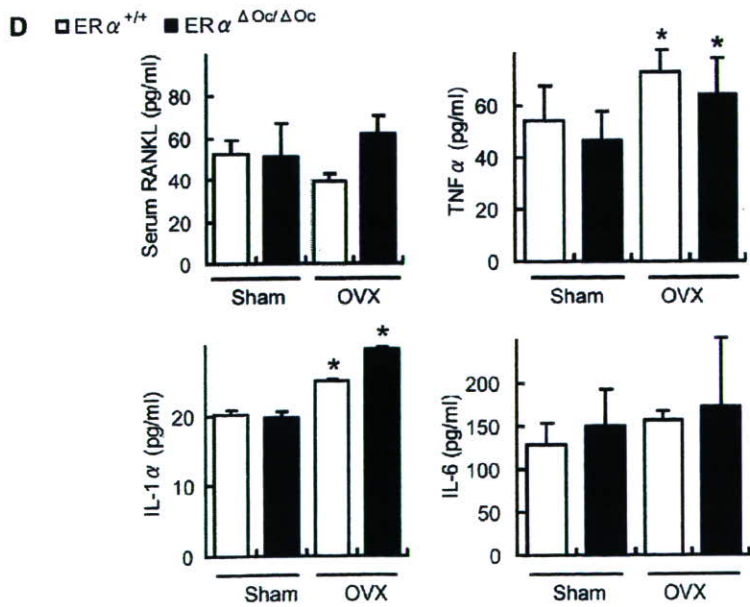 D □ ERα+/+ ■ ERα ΔOc/ΔOc
Serum RANKL (pg/ml)
80
60
40
20
0
Sham OVX
TNFα (pg/ml)
60
40
20
0
* *
Sham OVX
IL-1α (pg/ml)
20
10
0
* *
Sham OVX
IL-6 (pg/ml)
200
150
100
50
0
Sham OVX